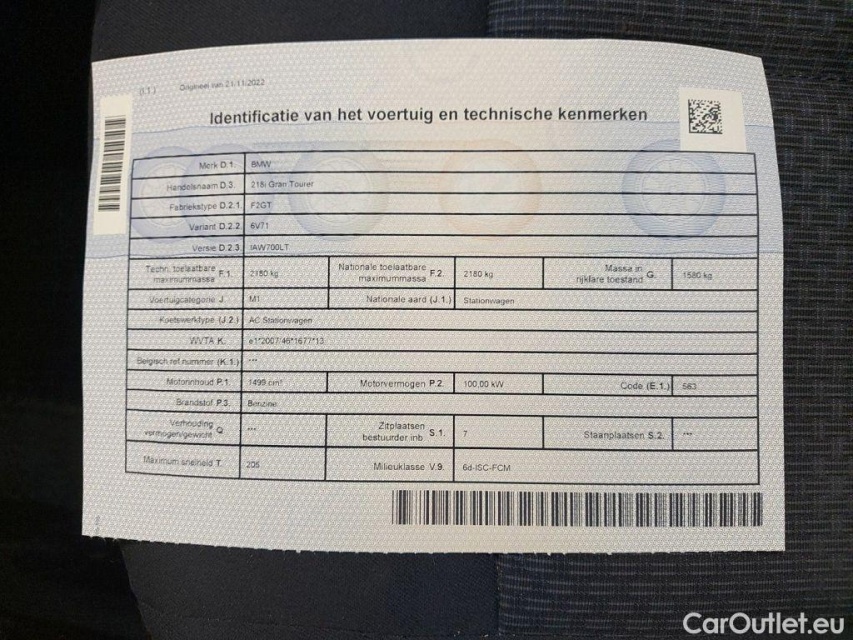 (I.1.) Origineel van 21/11/2022
Identificatie van het voertuig en technische kenmerken
Merk D.1. BMW
Handelsnaam D.3. 218i Gran Tourer
Fabriekstype D.2.1. F2GT
Variant D.2.2. 6V71
Versie D.2.3. IAW700LT
Techn. toelaatbare maximummassa F.1. 2180 kg Nationale toelaatbare maximummassa F.2. 2180 kg Massa in rijklare toestand G. 1580 kg
Voertuigcategorie J. M1 Nationale aard (J.1.) Stationwagen
Koetswerktype (J.2.) AC Stationwagen
WVTA K. e1*2007/46*1677*13
Belgisch ref.nummer (K.1.) ***
Motorinhoud P.1. 1499 cm³ Motorvermogen P.2. 100,00 kW Code (E.1.) 563
Brandstof P.3. Benzine
Verhouding vermogen/gewicht Q *** Zitplaatsen bestuurder inb. S.1. 7 Staanplaatsen S.2. ***
Maximum snelheid T. 205 Milieuklasse V.9. 6d-ISC-FCM
CarOutlet.eu